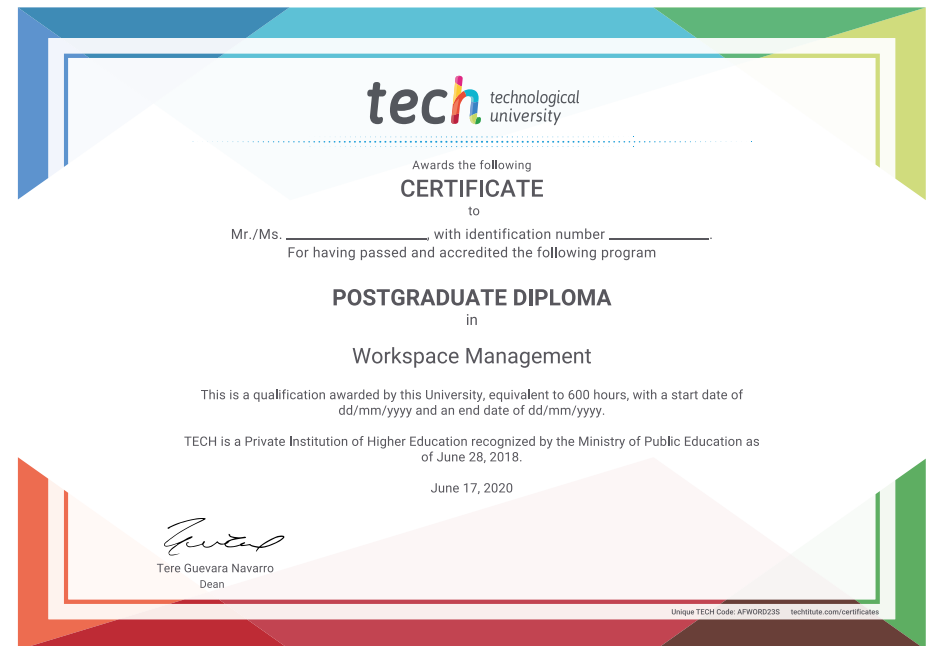 tech technological
university
Awards the following
CERTIFICATE
to
Mr./Ms. ____________________, with identification number ______________.
For having passed and accredited the following program
POSTGRADUATE DIPLOMA
in
Workspace Management
This is a qualification awarded by this University, equivalent to 600 hours, with a start date of
dd/mm/yyyy and an end date of dd/mm/yyyy.
TECH is a Private Institution of Higher Education recognized by the Ministry of Public Education as
of June 28, 2018.
June 17, 2020
Tere Guevara Navarro
Dean
Unique TECH Code: AFWORD23S techtitute.com/certificates